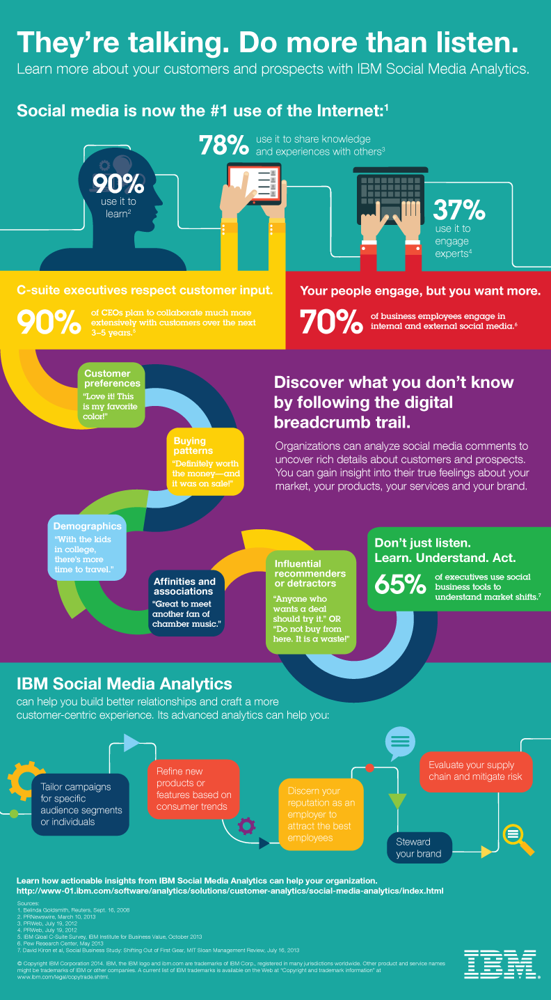 They're talking. Do more than listen.
Learn more about your customers and prospects with IBM Social Media Analytics.
Social media is now the #1 use of the Internet:¹
78%
use it to share knowledge
and experiences with others³
90%
use it to
learn²
37%
use it to
engage
experts⁴
C-suite executives respect customer input.
90%
of CEOs plan to collaborate much more
extensively with customers over the next
3–5 years.⁵
Your people engage, but you want more.
70%
of business employees engage in
internal and external social media.⁶
Customer
preferences
"Love it! This
is my favorite
color!"
Buying
patterns
"Definitely worth
the money—and
it was on sale!"
Discover what you don't know
by following the digital
breadcrumb trail.
Organizations can analyze social media comments to
uncover rich details about customers and prospects.
You can gain insight into their true feelings about your
market, your products, your services and your brand.
Demographics
"With the kids
in college,
there's more
time to travel."
Affinities and
associations
"Great to meet
another fan of
chamber music."
Influential
recommenders
or detractors
"Anyone who
wants a deal
should try it." OR
"Do not buy from
here. It is a waste!"
Don't just listen.
Learn. Understand. Act.
65%
of executives use social
business tools to
understand market shifts.⁷
IBM Social Media Analytics
can help you build better relationships and craft a more
customer-centric experience. Its advanced analytics can help you:
Tailor campaigns
for specific
audience segments
or individuals
Refine new
products or
features based on
consumer trends
Discern your
reputation as an
employer to
attract the best
employees
Steward
your brand
Evaluate your supply
chain and mitigate risk
Learn how actionable insights from IBM Social Media Analytics can help your organization.
http://www-01.ibm.com/software/analytics/solutions/customer-analytics/social-media-analytics/index.html
Sources:
1. Belinda Goldsmith, Reuters, Sept. 16, 2008
2. PRNewswire, March 10, 2013
3. PRWeb, July 19, 2012
4. PRWeb, July 19, 2012
5. IBM Gloal C-Suite Survey, IBM Institute for Business Value, October 2013
6. Pew Research Center, May 2013
7. David Kiron et al, Social Business Study: Shifting Out of First Gear, MIT Sloan Management Review, July 16, 2013
© Copyright IBM Corporation 2014. IBM, the IBM logo and ibm.com are trademarks of IBM Corp., registered in many jurisdictions worldwide. Other product and service names
might be trademarks of IBM or other companies. A current list of IBM trademarks is available on the Web at "Copyright and trademark information" at
www.ibm.com/legal/copytrade.shtml.
IBM®